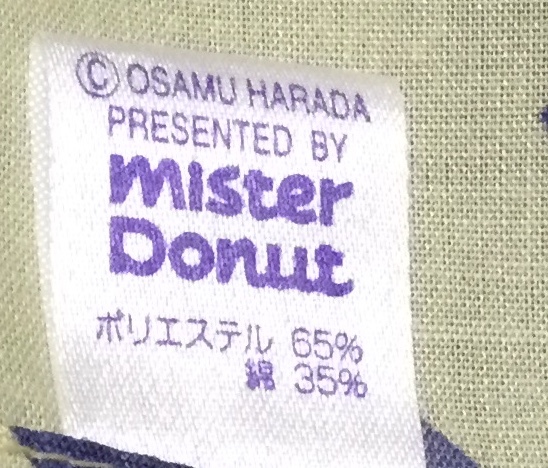 © OSAMU HARADA
PRESENTED BY
mister
Donut
ポリエステル 65%
綿 35%